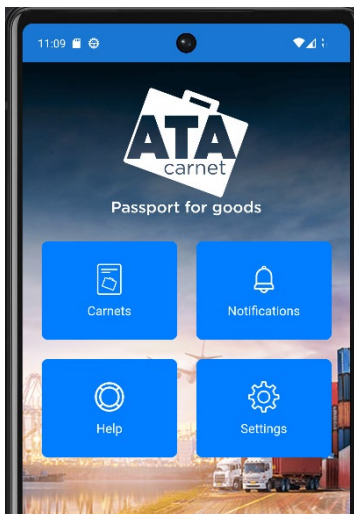 11:09
ATA
carnet
Passport for goods
Carnets
Notifications
Help
Settings